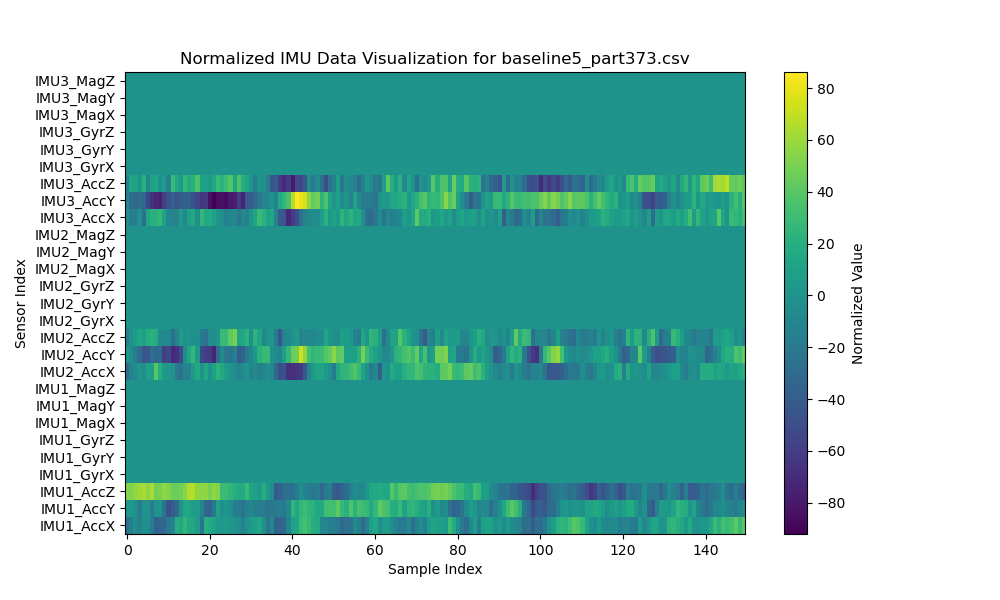 Normalized IMU Data Visualization for baseline5_part373.csv
IMU3_MagZ
IMU3_MagY
IMU3_MagX
IMU3_GyrZ
IMU3_GyrY
IMU3_GyrX
IMU3_AccZ
IMU3_AccY
IMU3_AccX
IMU2_MagZ
IMU2_MagY
IMU2_MagX
IMU2_GyrZ
IMU2_GyrY
IMU2_GyrX
IMU2_AccZ
IMU2_AccY
IMU2_AccX
IMU1_MagZ
IMU1_MagY
IMU1_MagX
IMU1_GyrZ
IMU1_GyrY
IMU1_GyrX
IMU1_AccZ
IMU1_AccY
IMU1_AccX
Sensor Index
0 20 40 60 80 100 120 140
Sample Index
80
60
40
20
0
−20
−40
−60
−80
Normalized Value